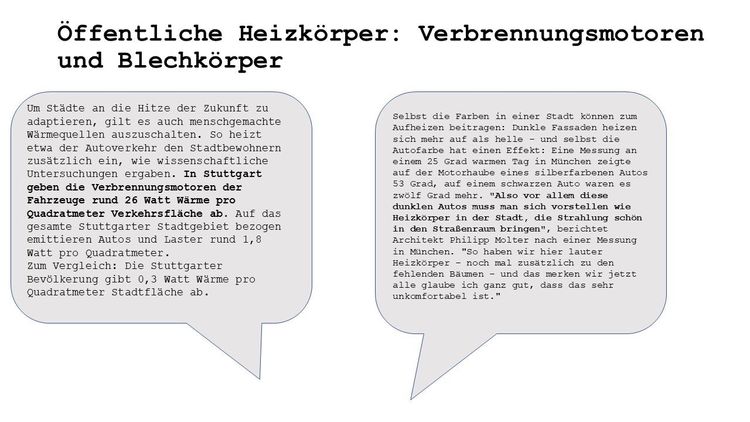 Öffentliche Heizkörper: Verbrennungsmotoren
und Blechkörper
Um Städte an die Hitze der Zukunft zu
adaptieren, gilt es auch menschgemachte
Wärmequellen auszuschalten. So heizt
etwa der Autoverkehr den Stadtbewohnern
zusätzlich ein, wie wissenschaftliche
Untersuchungen ergaben. In Stuttgart
geben die Verbrennungsmotoren der
Fahrzeuge rund 26 Watt Wärme pro
Quadratmeter Verkehrsfläche ab. Auf das
gesamte Stuttgarter Stadtgebiet bezogen
emittieren Autos und Laster rund 1,8
Watt pro Quadratmeter.
Zum Vergleich: Die Stuttgarter
Bevölkerung gibt 0,3 Watt Wärme pro
Quadratmeter Stadtfläche ab.
Selbst die Farben in einer Stadt können zum
Aufheizen beitragen: Dunkle Fassaden heizen
sich mehr auf als helle – und selbst die
Autofarbe hat einen Effekt: Eine Messung an
einem 25 Grad warmen Tag in München zeigte
auf der Motorhaube eines silberfarbenen Autos
53 Grad, auf einem schwarzen Auto waren es
zwölf Grad mehr. "Also vor allem diese
dunklen Autos muss man sich vorstellen wie
Heizkörper in der Stadt, die Strahlung schön
in den Straßenraum bringen", berichtet
Architekt Philipp Molter nach einer Messung
in München. "So haben wir hier lauter
Heizkörper – noch mal zusätzlich zu den
fehlenden Bäumen – und das merken wir jetzt
alle glaube ich ganz gut, dass das sehr
unkomfortabel ist."